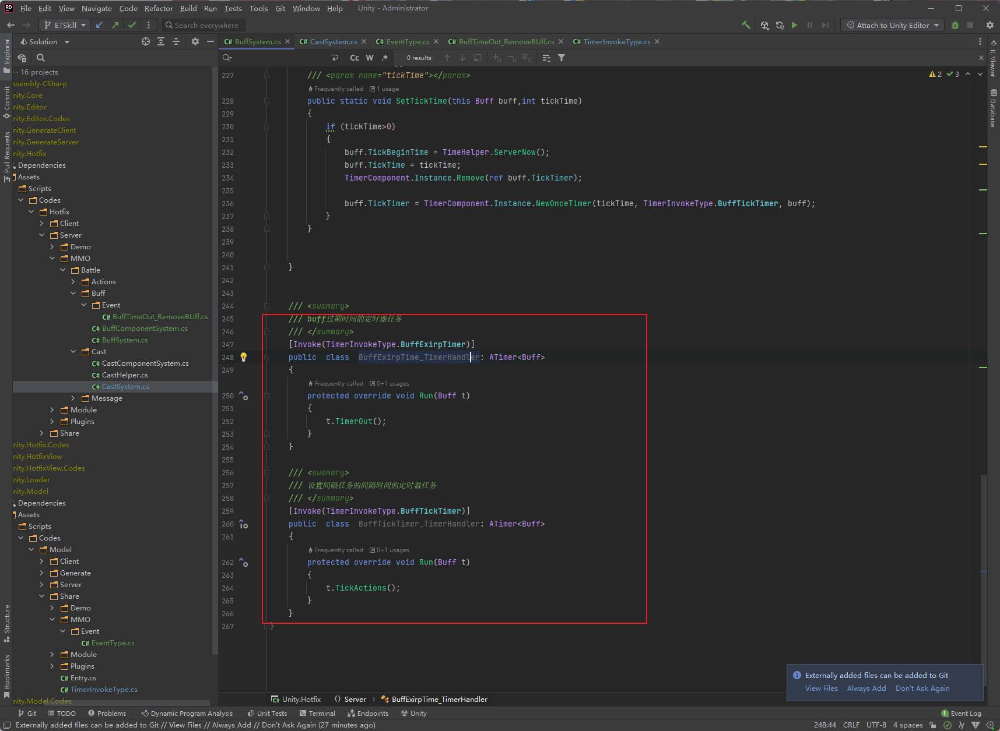 File Edit View Navigate Code Refactor Build Run Tests Tools Git Window Help Unity - Administrator
ETSkill Search everywhere Attach to Unity Editor
Solution BuffSystem.cs CastSystem.cs EventType.cs BuffTimeOut_RemoveBUff.cs TimerInvokeType.cs
Cc W .* 0 results
Explorer
Commit
Pull Requests
Structure
Bookmarks
IL Viewer
Database
· 16 projects
ssembly-CSharp
nity.Core
nity.Editor
nity.Editor.Codes
nity.GenerateClient
nity.GenerateServer
nity.Hotfix
Dependencies
Assets
Scripts
Codes
Hotfix
Client
Server
Demo
MMO
Battle
Actions
Buff
Event
BuffTimeOut_RemoveBUff.cs
BuffComponentSystem.cs
BuffSystem.cs
Cast
CastComponentSystem.cs
CastHelper.cs
CastSystem.cs
Message
Module
Plugins
Share
nity.Hotfix.Codes
nity.HotfixView
nity.HotfixView.Codes
nity.Loader
nity.Model
Dependencies
Assets
Scripts
Codes
Model
Client
Generate
Server
Share
Demo
MMO
Event
EventType.cs
Module
Plugins
Entry.cs
TimerInvokeType.cs
nity.Model.Codes
2 3
227 /// <param name="tickTime"></param>
Frequently called 1 usage
228 public static void SetTickTime(this Buff buff,int tickTime)
229 {
230 if (tickTime>0)
231 {
232 buff.TickBeginTime = TimeHelper.ServerNow();
233 buff.TickTime = tickTime;
234 TimerComponent.Instance.Remove(ref buff.TickTimer);
235
236 buff.TickTimer = TimerComponent.Instance.NewOnceTimer(tickTime, TimerInvokeType.BuffTickTimer, buff);
237 }
238 }
239
240
241 }
242
243
244 /// <summary>
245 /// buff过期时间的定时器任务
246 /// </summary>
247 [Invoke(TimerInvokeType.BuffExirpTimer)]
248 public class BuffExirpTime_TimerHandler: ATimer<Buff>
249 {
Frequently called 0+1 usages
250 protected override void Run(Buff t)
251 {
252 t.TimerOut();
253 }
254 }
255
256 /// <summary>
257 /// 设置间隔任务的间隔时间的定时器任务
258 /// </summary>
259 [Invoke(TimerInvokeType.BuffTickTimer)]
260 public class BuffTickTimer_TimerHandler: ATimer<Buff>
261 {
Frequently called 0+1 usages
262 protected override void Run(Buff t)
263 {
264 t.TickActions();
265 }
266 }
267 }
Externally added files can be added to Git
View Files Always Add Don't Ask Again
Unity.Hotfix Server BuffExirpTime_TimerHandler
Git TODO Problems Dynamic Program Analysis Unit Tests Terminal Endpoints Unity 1 Event Log
Externally added files can be added to Git // View Files // Always Add // Don't Ask Again (27 minutes ago) 248:44 CRLF UTF-8 4 spaces